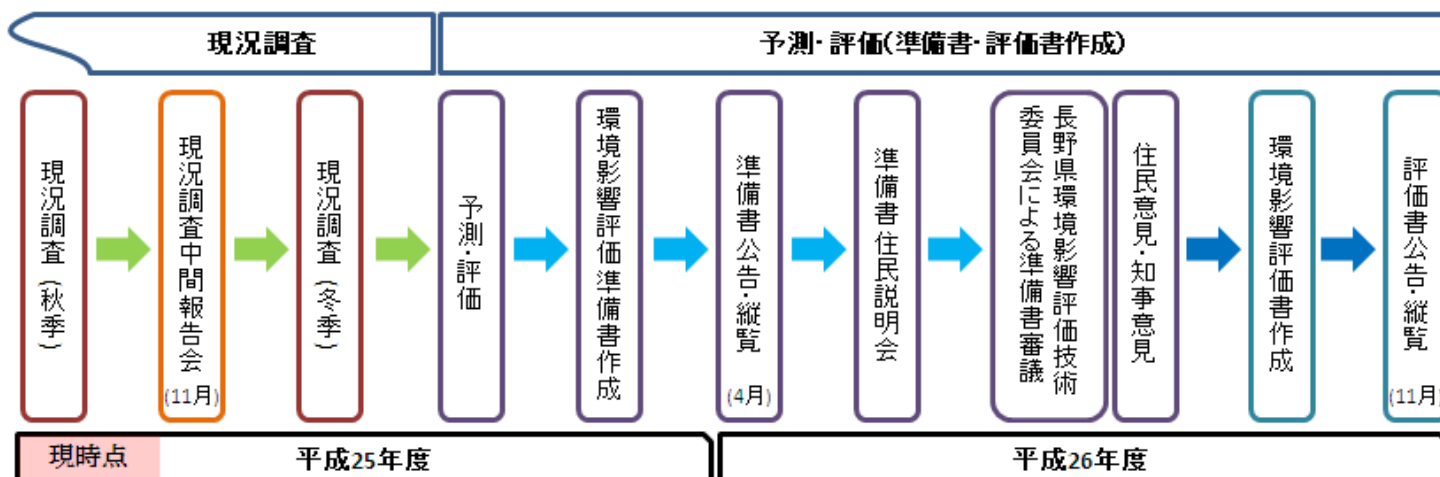 現況調査
予測・評価(準備書・評価書作成)
現況調査(秋季)
現況調査中間報告会
(11月)
現況調査(冬季)
予測・評価
環境影響評価準備書作成
準備書公告・縦覧
(4月)
準備書住民説明会
長野県環境影響評価技術
委員会による準備書審議
住民意見・知事意見
環境影響評価書作成
評価書公告・縦覧
(11月)
現時点
平成25年度
平成26年度